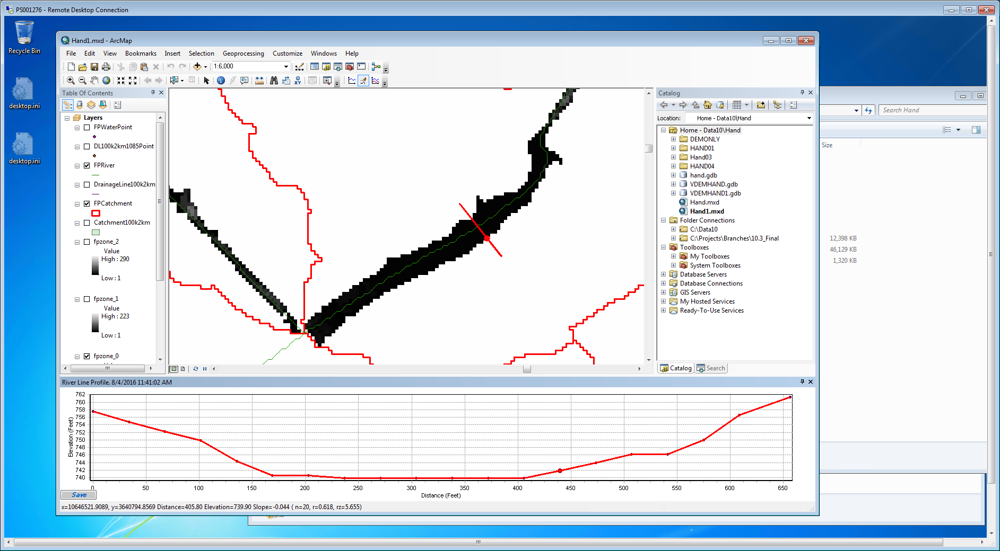 PS001276 - Remote Desktop Connection
Recycle Bin
desktop.ini
desktop.ini
Hand1.mxd - ArcMap
File Edit View Bookmarks Insert Selection Geoprocessing Customize Windows Help
1:6,000
Table Of Contents
Layers
FPWaterPoint
DL100k2km1085Point
FPRiver
DrainageLine100k2km
FPCatchment
Catchment100k2km
fpzone_2
Value
High : 290
Low : 1
fpzone_1
Value
High : 223
Low : 1
fpzone_0
Catalog
Location: Home - Data10\Hand
Home - Data10\Hand
DEMONLY
HAND01
Hand03
HAND04
hand.gdb
VDEMHAND.gdb
VDEMHAND1.gdb
Hand.mxd
Hand1.mxd
Folder Connections
C:\Data10
C:\Projects\Branches\10.3_Final
Toolboxes
My Toolboxes
System Toolboxes
Database Servers
Database Connections
GIS Servers
My Hosted Services
Ready-To-Use Services
Catalog Search
Search Hand
Size
12,398 KB
46,129 KB
1,320 KB
River Line Profile. 8/4/2016 11:41:02 AM
762
760
758
756
754
752
750
748
746
744
742
740
Elevation (Feet)
0 50 100 150 200 250 300 350 400 450 500 550 600 650
Distance (Feet)
Save
x=10646521.9089, y=3640794.8569 Distance=405.80 Elevation=739.90 Slope=-0.044 ( n=20, r=0.618, rz=5.655)